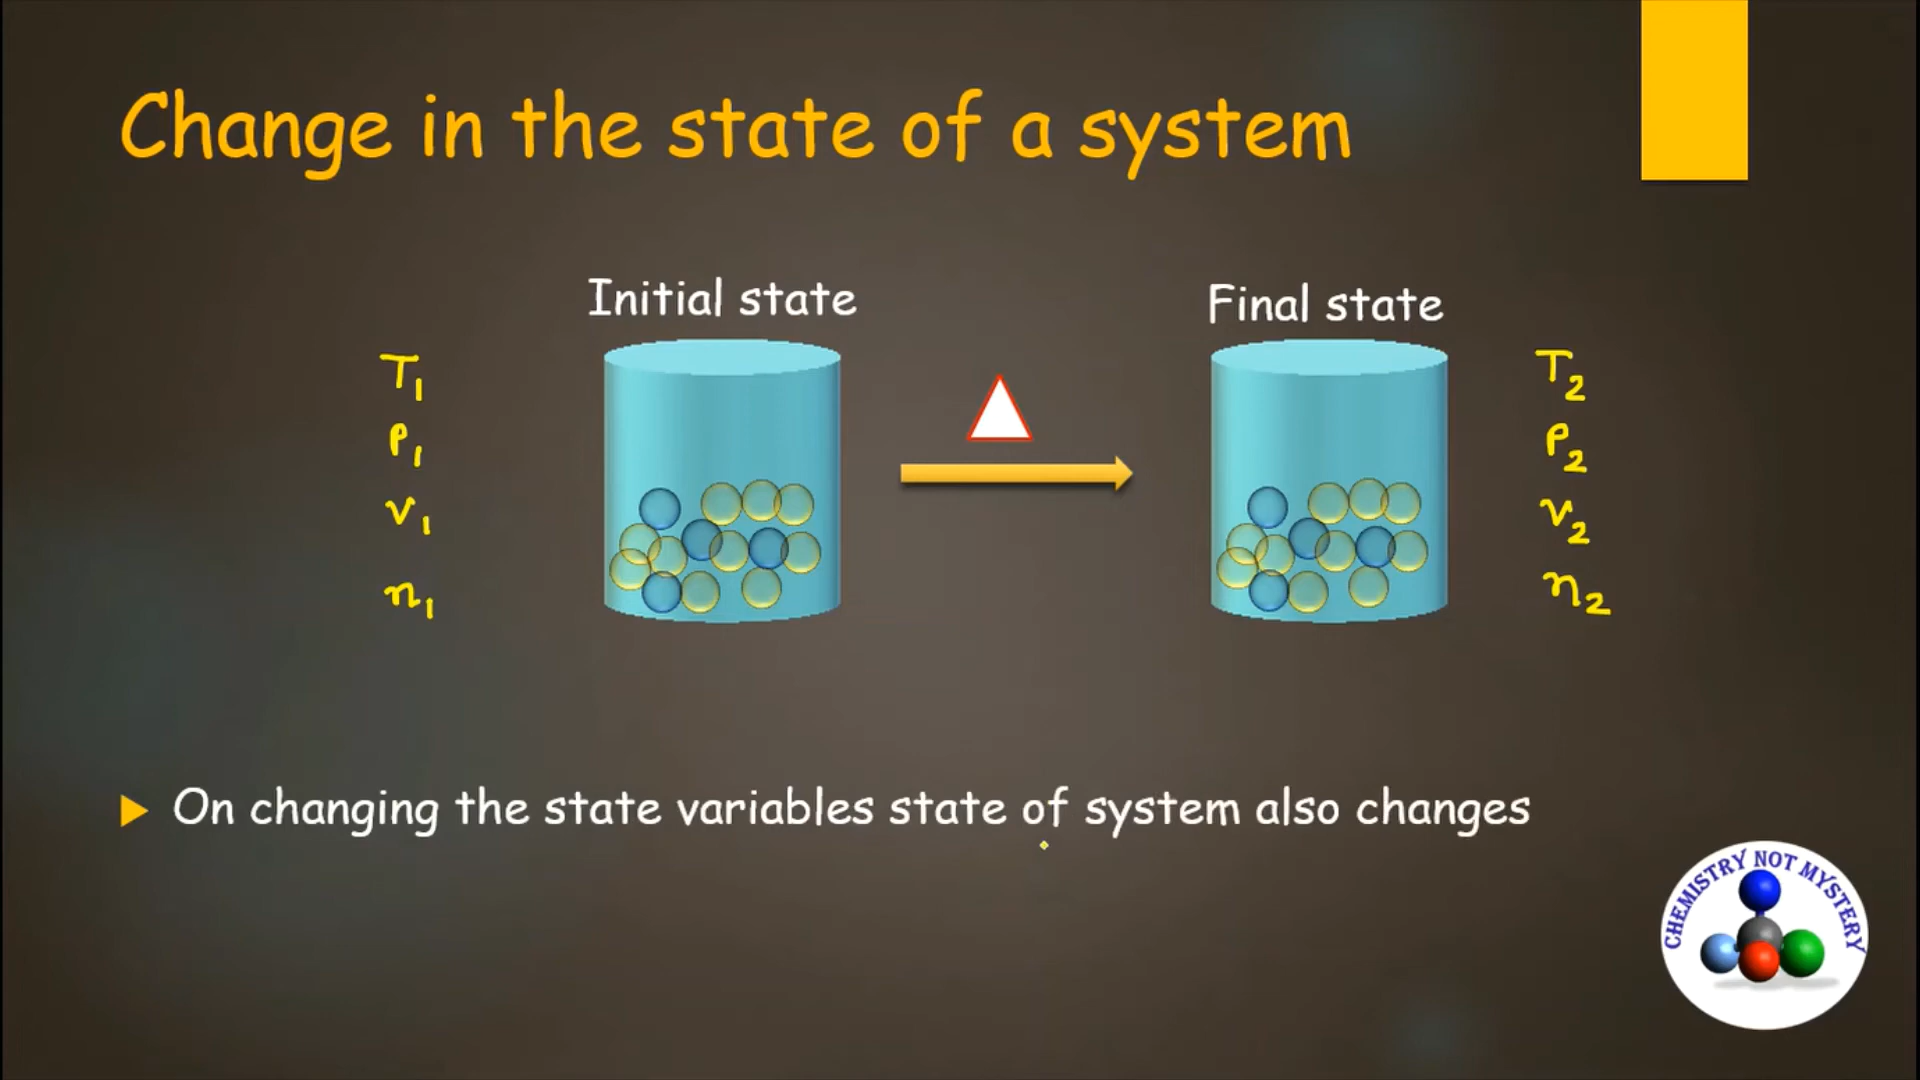 Change in the state of a system
Initial state
Final state
T₁
P₁
V₁
n₁
T₂
P₂
V₂
n₂
On changing the state variables state of system also changes
CHEMISTRY NOT MYSTERY